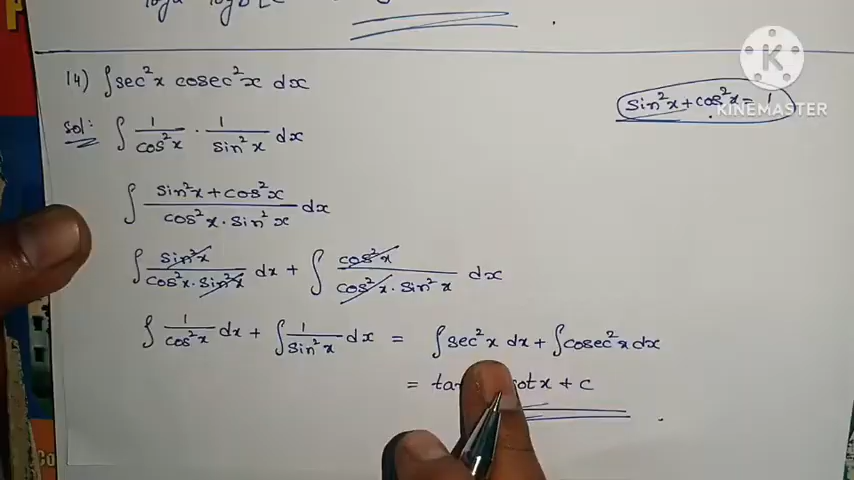 14) ∫sec²x cosec²x dx
sin²x+cos²x=1
KINEMASTER
sol: ∫ 1/cos²x · 1/sin²x dx
∫ sin²x+cos²x/cos²x·sin²x dx
∫ sin²x/cos²x·sin²x dx + ∫ cos²x/cos²x·sin²x dx
∫ 1/cos²x dx + ∫ 1/sin²x dx = ∫sec²x dx + ∫cosec²x dx
= cotx + c